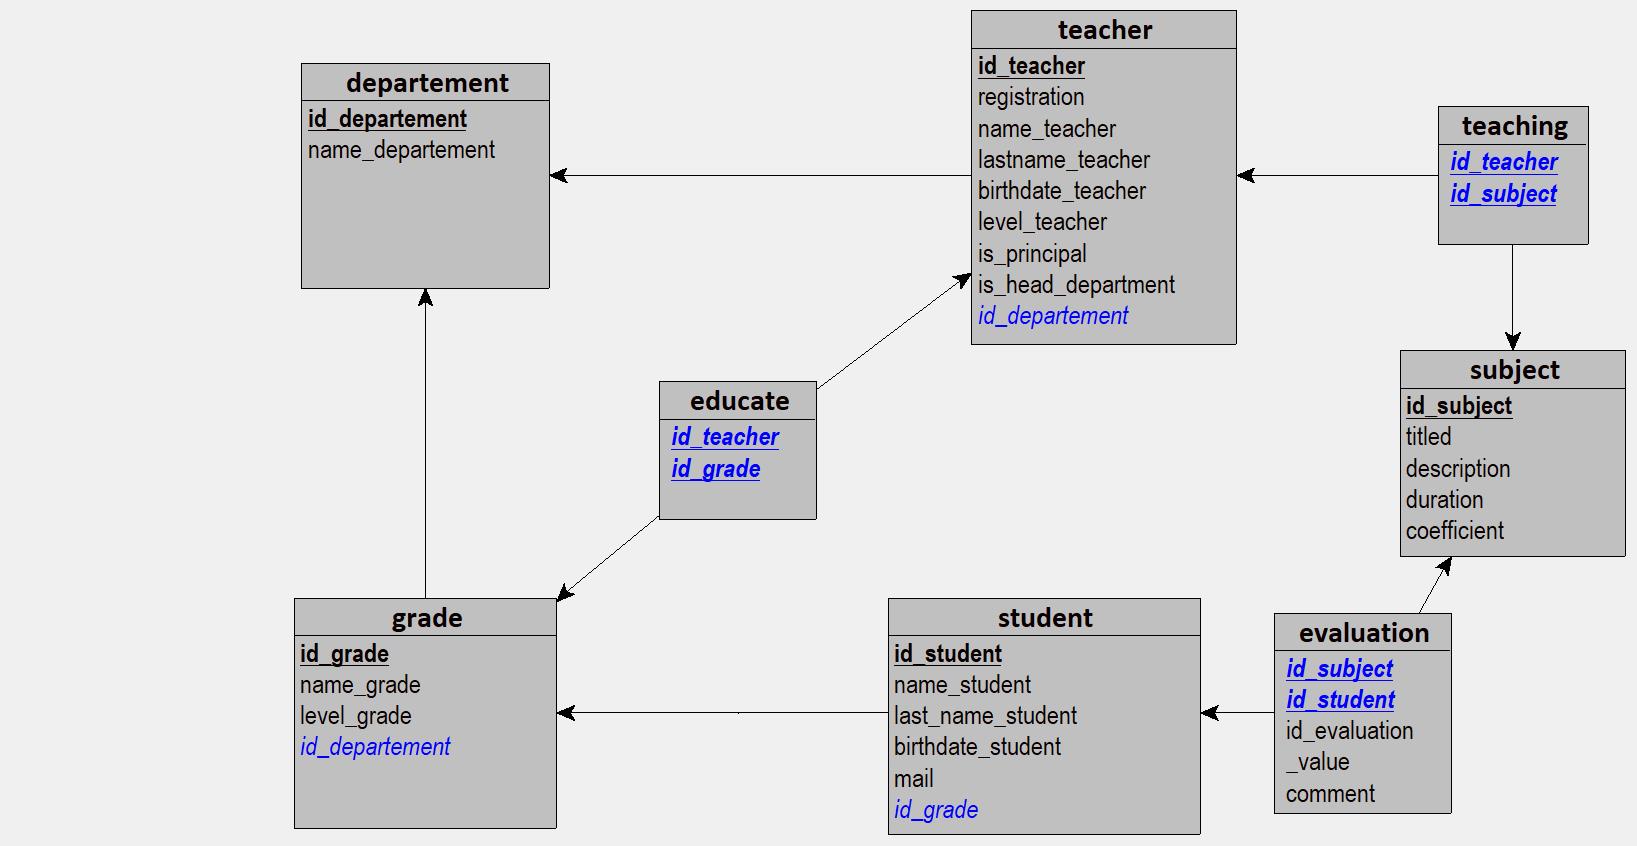 departement
id_departement
name_departement
teacher
id_teacher
registration
name_teacher
lastname_teacher
birthdate_teacher
level_teacher
is_principal
is_head_department
id_departement
teaching
id_teacher
id_subject
educate
id_teacher
id_grade
subject
id_subject
titled
description
duration
coefficient
grade
id_grade
name_grade
level_grade
id_departement
student
id_student
name_student
last_name_student
birthdate_student
mail
id_grade
evaluation
id_subject
id_student
id_evaluation
_value
comment